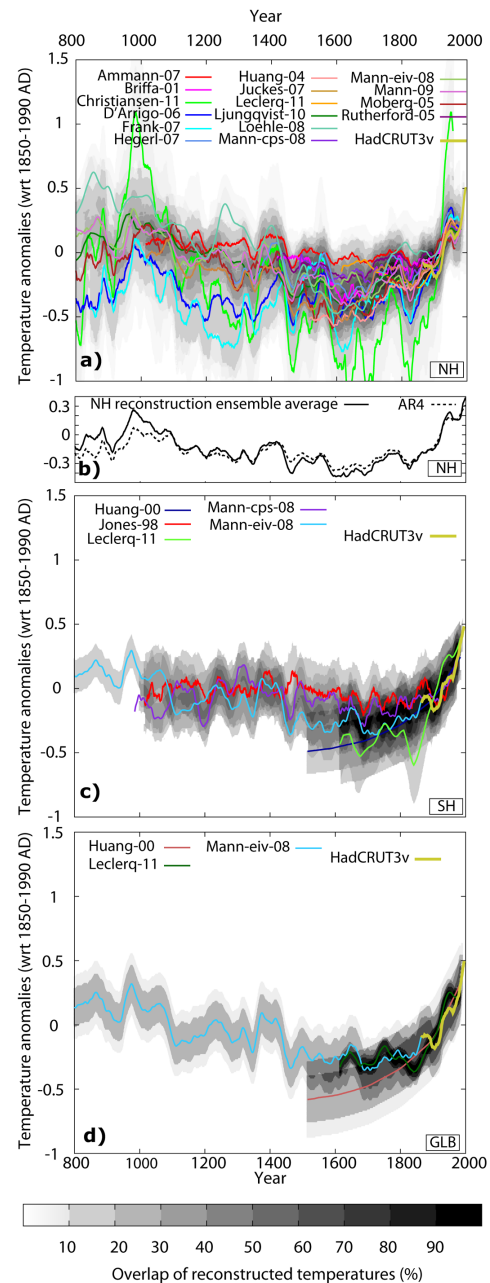 Year
800 1000 1200 1400 1600 1800 2000
1.5
Ammann-07 Huang-04 Mann-eiv-08
Briffa-01 Juckes-07 Mann-09
Christiansen-11 Leclerq-11 Moberg-05
D'Arrigo-06 Ljungqvist-10 Rutherford-05
Frank-07 Loehle-08
Hegerl-07 Mann-cps-08 HadCRUT3v
1
0.5
0
-0.5
-1
Temperature anomalies (wrt 1850-1990 AD)
a)
NH
0.3
0
-0.3
NH reconstruction ensemble average AR4
b)
NH
1.5
Huang-00 Mann-cps-08
Jones-98 Mann-eiv-08
Leclerq-11 HadCRUT3v
1
0.5
0
-0.5
-1
Temperature anomalies (wrt 1850-1990 AD)
c)
SH
1.5
Huang-00 Mann-eiv-08
Leclerq-11 HadCRUT3v
1
0.5
0
-0.5
-1
Temperature anomalies (wrt 1850-1990 AD)
d)
GLB
800 1000 1200 1400 1600 1800 2000
Year
10 20 30 40 50 60 70 80 90
Overlap of reconstructed temperatures (%)